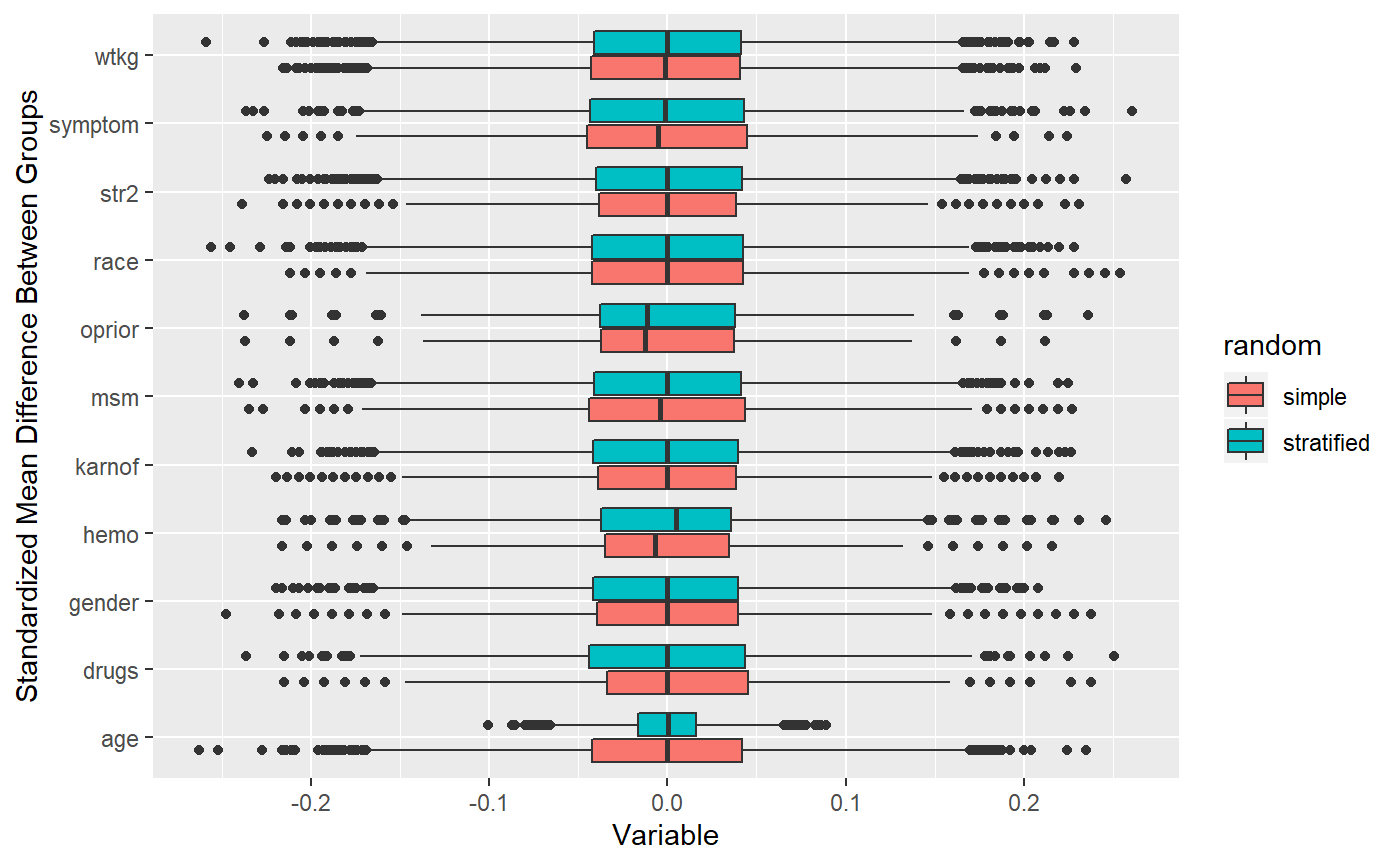 Standardized Mean Difference Between Groups
wtkg
symptom
str2
race
oprior
msm
karnof
hemo
gender
drugs
age
-0.2
-0.1
0.0
0.1
0.2
Variable
random
simple
stratified